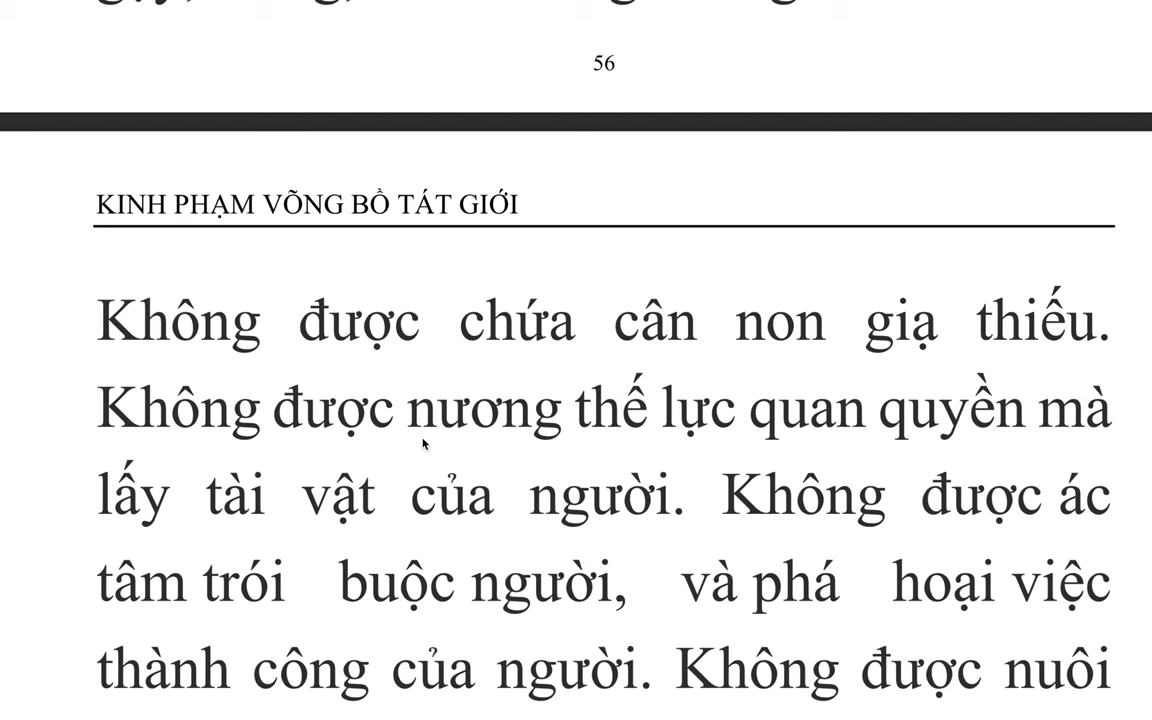 56
KINH PHẠM VÕNG BỒ TÁT GIỚI
Không được chứa cân non giạ thiếu.
Không được nương thế lực quan quyền mà
lấy tài vật của người. Không được ác
tâm trói buộc người, và phá hoại việc
thành công của người. Không được nuôi